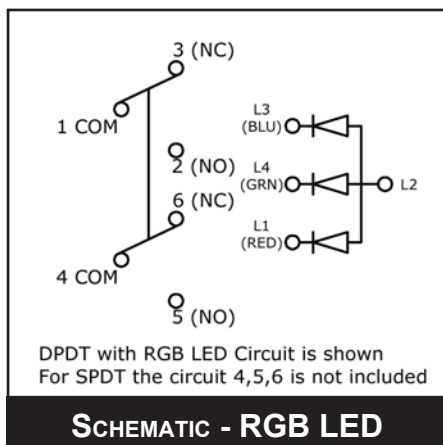 3 (NC)
1 COM
2 (NO)
6 (NC)
4 COM
5 (NO)
L3
(BLU)
L4
(GRN)
L2
L1
(RED)
DPDT with RGB LED Circuit is shown
For SPDT the circuit 4,5,6 is not included
SCHEMATIC - RGB LED